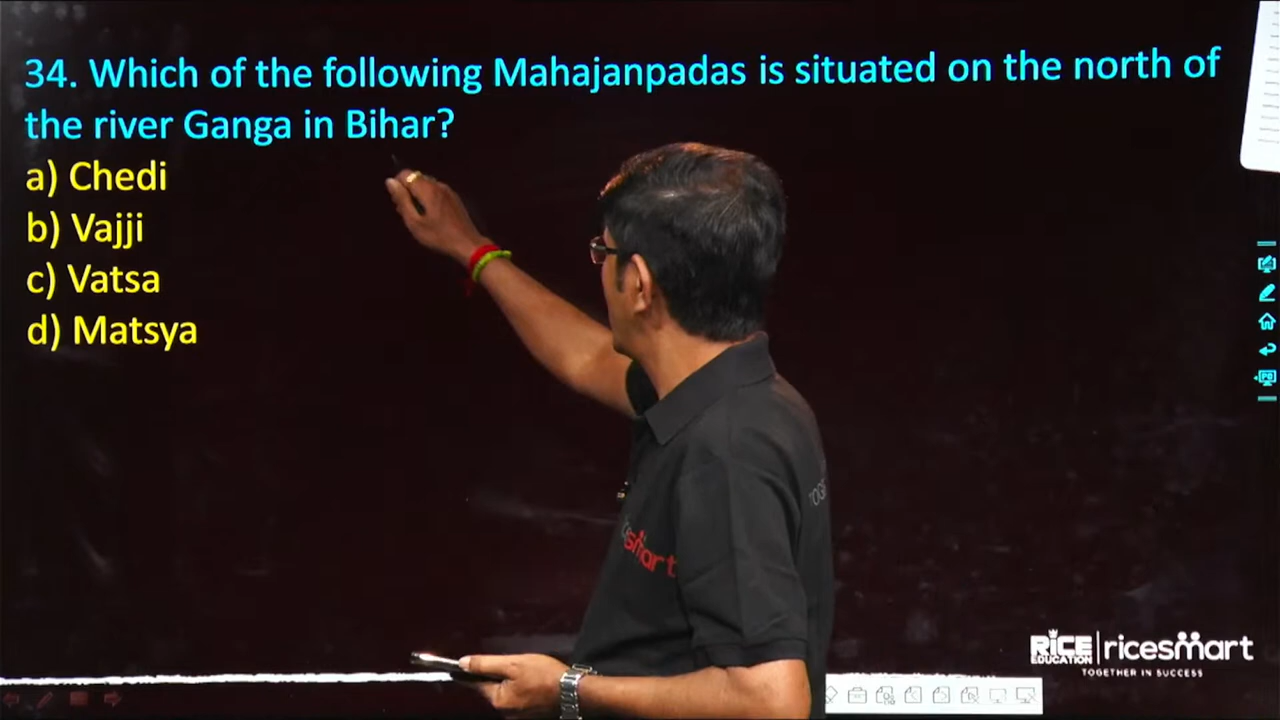 34. Which of the following Mahajanpadas is situated on the north of
the river Ganga in Bihar?
a) Chedi
b) Vajji
c) Vatsa
d) Matsya
smart
RICE EDUCATION ricesmart
TOGETHER IN SUCCESS